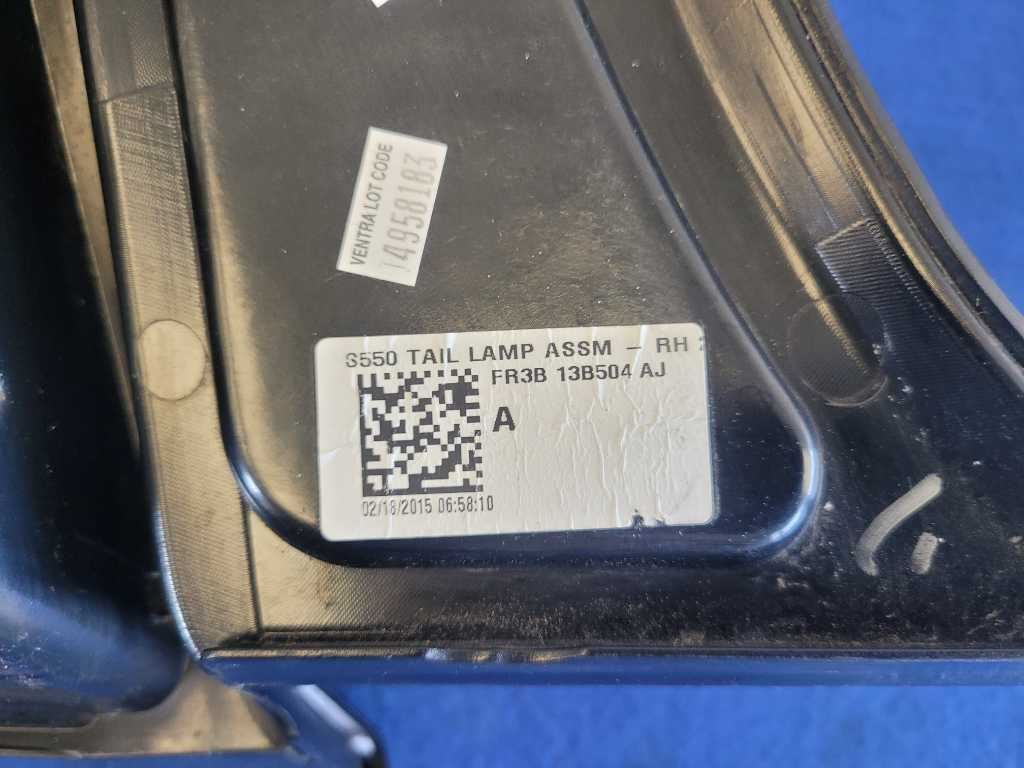 VENTRA LOT CODE
14958183
S550 TAIL LAMP ASSM - RH
FR3B 13B504 AJ
A
02/18/2015 06:58:10